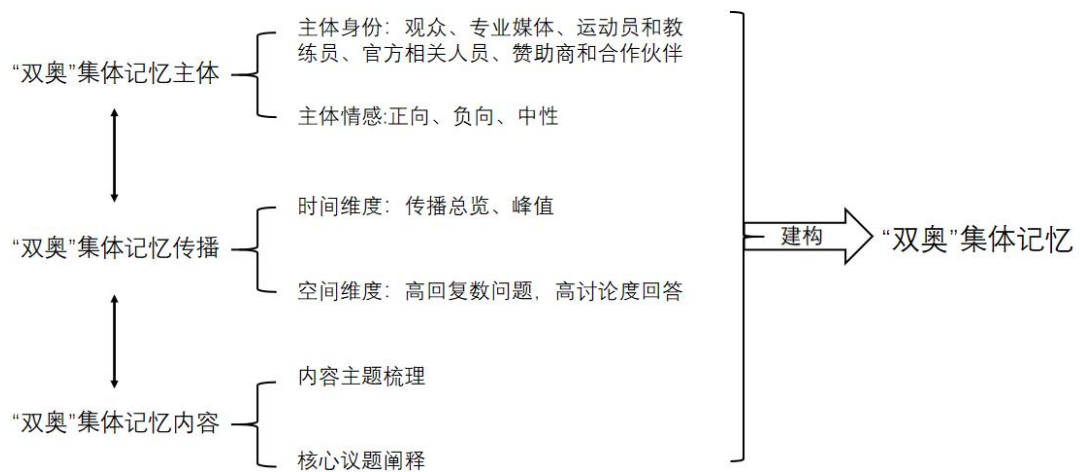 主体身份：观众、专业媒体、运动员和教
练员、官方相关人员、赞助商和合作伙伴
“双奥”集体记忆主体
主体情感:正向、负向、中性
时间维度：传播总览、峰值
“双奥”集体记忆传播
空间维度：高回复数问题，高讨论度回答
建构
“双奥”集体记忆
内容主题梳理
“双奥”集体记忆内容
核心议题阐释